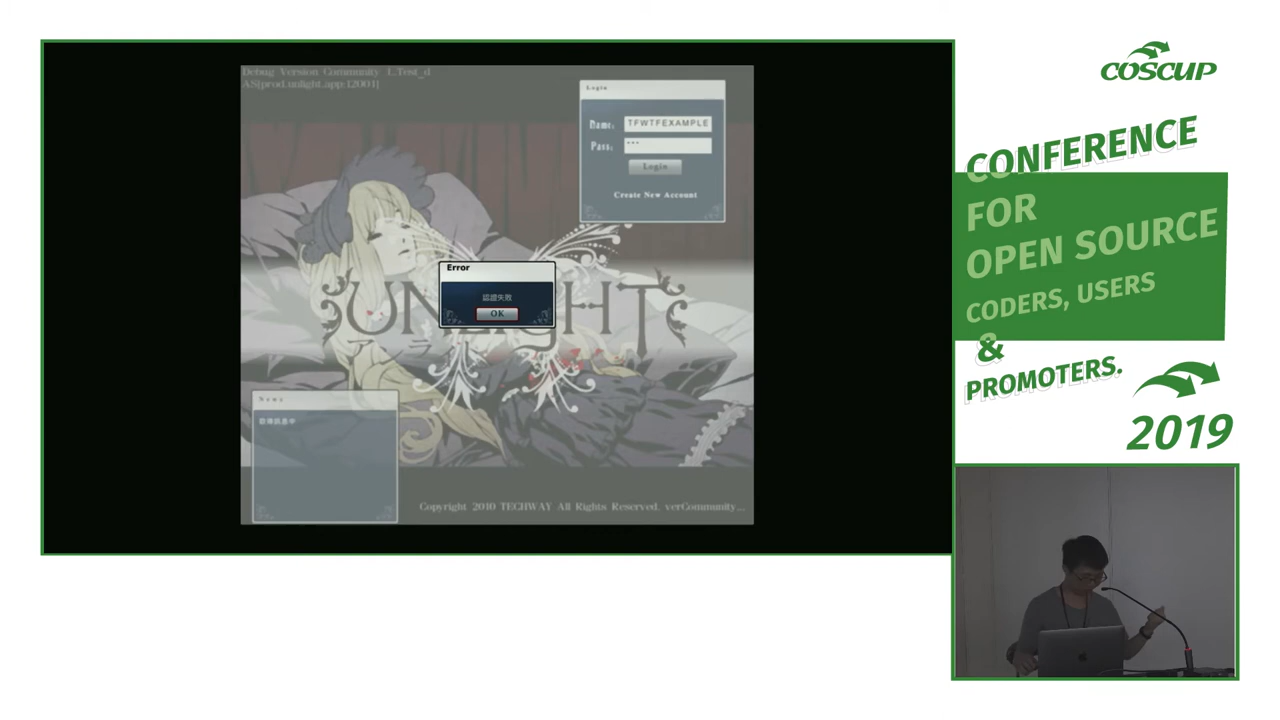 Debug Version Community L.Test_d
AS[prod.unlight.app:12001]
Login
Name: TFWTFEXAMPLE
Pass: ***
Login
Create New Account
Error
認證失敗
OK
UNLIGHT
News
Copyright 2010 TECHWAY All Rights Reserved. verCommunity...
COSCUP
CONFERENCE
FOR
OPEN SOURCE
CODERS, USERS
&
PROMOTERS.
2019